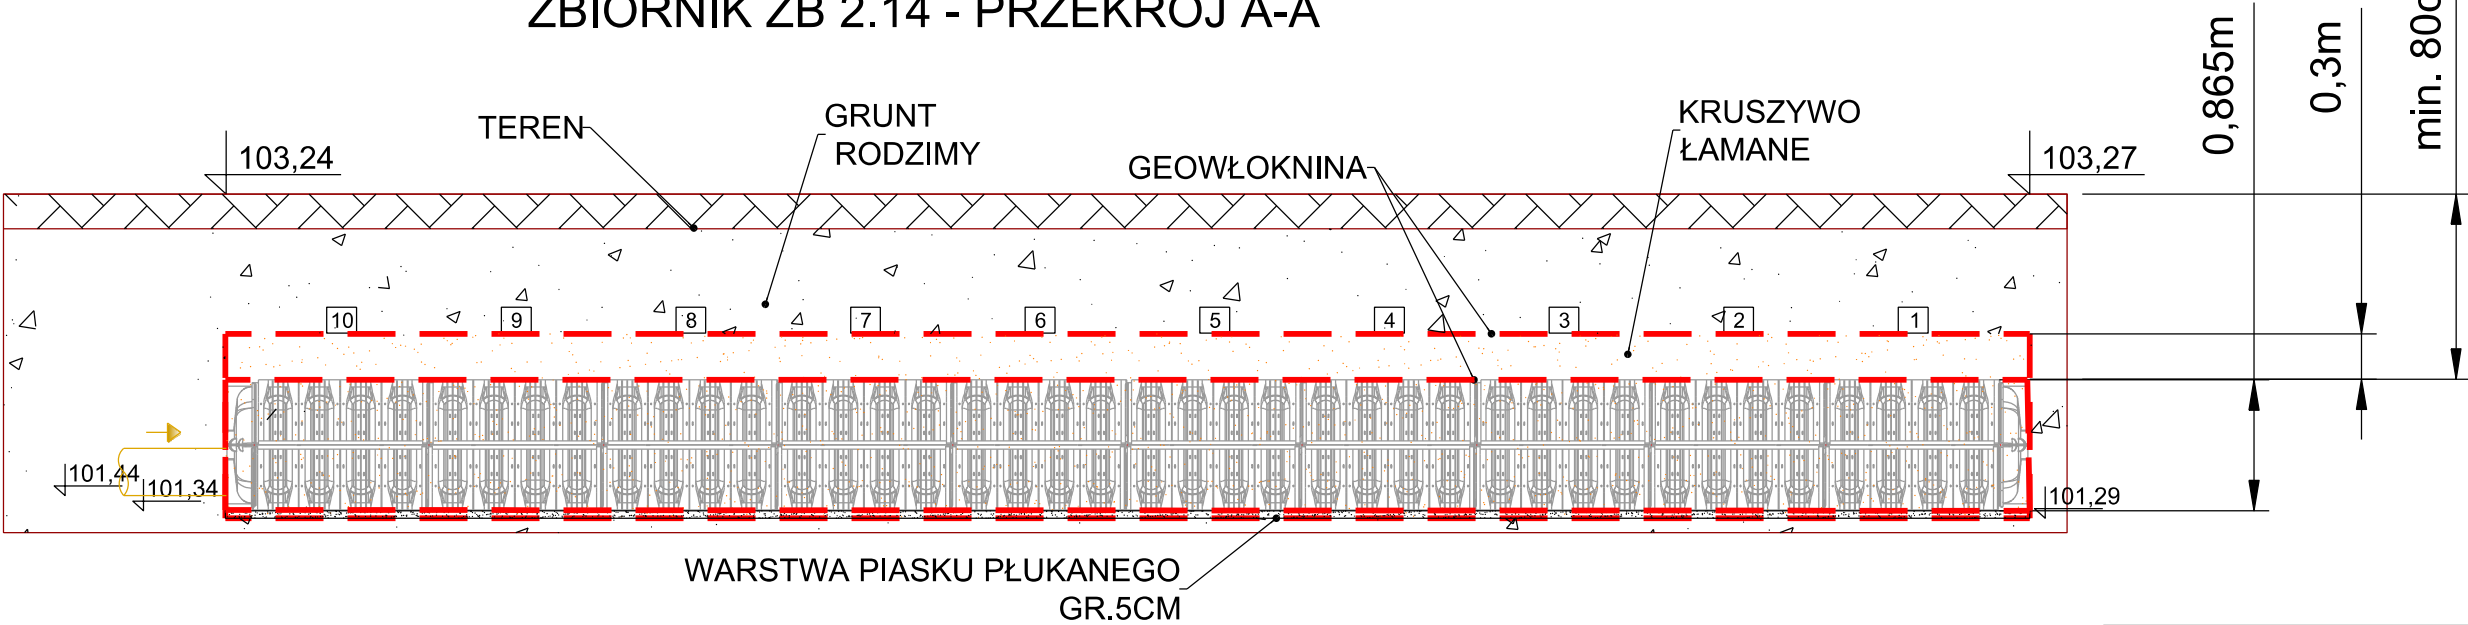 ZBIORNIK ZB 2.14 - PRZEKRÓJ A-A
0,865m
0,3m
min. 80c
TEREN
GRUNT
RODZIMY
KRUSZYWO
ŁAMANE
GEOWŁOKNINA
103,24
103,27
10
9
8
7
6
5
4
3
2
1
101,44
101,34
101,29
WARSTWA PIASKU PŁUKANEGO
GR.5CM